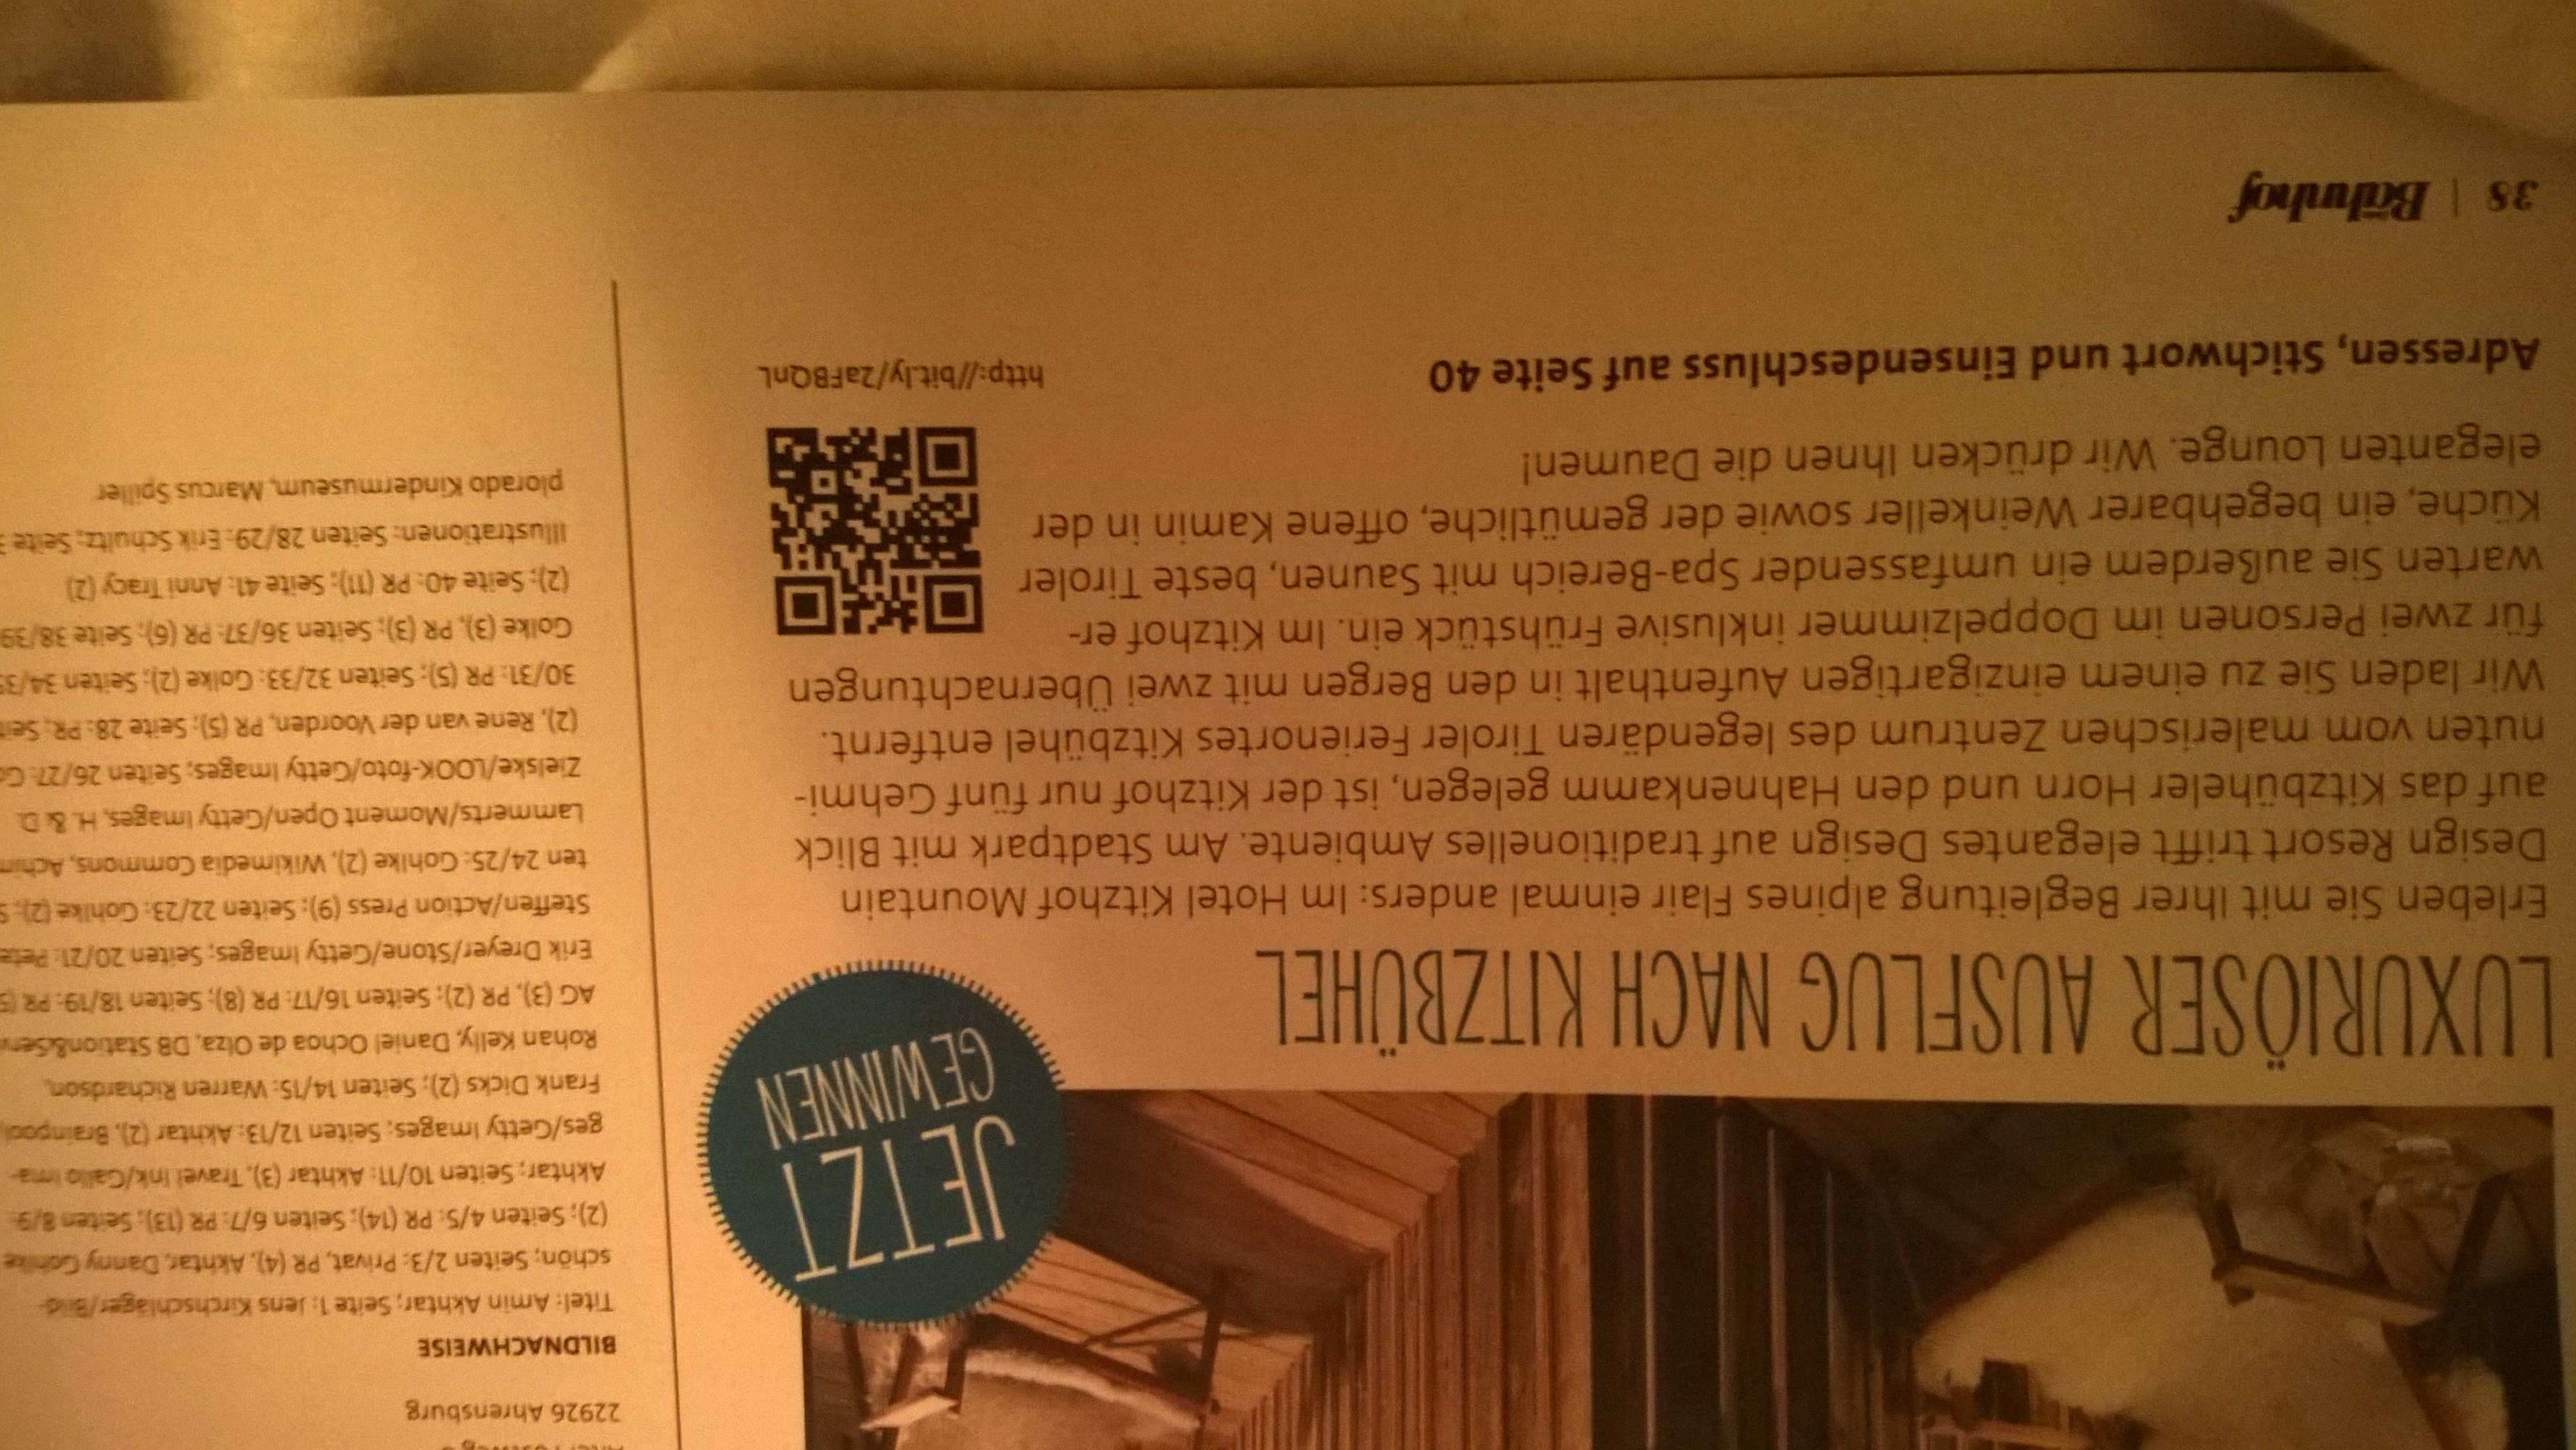 JETZT
GEWINNEN
LUXURIÖSER AUSFLUG NACH KITZBÜHEL
Erleben Sie mit Ihrer Begleitung alpines Flair einmal anders: Im Hotel Kitzhof Mountain
Design Resort trifft elegantes Design auf traditionelles Ambiente. Am Stadtpark mit Blick
auf das Kitzbüheler Horn und den Hahnenkamm gelegen, ist der Kitzhof nur fünf Gehmi-
nuten vom malerischen Zentrum des legendären Tiroler Ferienortes Kitzbühel entfernt.
Wir laden Sie zu einem einzigartigen Aufenthalt in den Bergen mit zwei Übernachtungen
für zwei Personen im Doppelzimmer inklusive Frühstück ein. Im Kitzhof er-
warten Sie außerdem ein umfassender Spa-Bereich mit Saunen, beste Tiroler
Küche, ein begehbarer Weinkeller sowie der gemütliche, offene Kamin in der
eleganten Lounge. Wir drücken Ihnen die Daumen!
Adressen, Stichwort und Einsendeschluss auf Seite 40
http://bit.ly/2aFBQnL
38 | Bahnhof
22926 Ahrensburg
BILDNACHWEISE
Titel: Amin Akhtar; Seite 1: Jens Kirchschläger/Bild-
schön; Seiten 2/3: Privat, PR (4), Akhtar, Danny Gohlke
(2); Seiten 4/5: PR (14); Seiten 6/7: PR (13); Seiten 8/9:
Akhtar; Seiten 10/11: Akhtar (3), Travel Ink/Gallo Ima-
ges/Getty Images; Seiten 12/13: Akhtar (2), Brainpool,
Frank Dicks (2); Seiten 14/15: Warren Richardson,
Rohan Kelly, Daniel Ochoa de Olza, DB Station&Serv
AG (3), PR (2); Seiten 16/17: PR (8); Seiten 18/19: PR (5
Erik Dreyer/Stone/Getty Images; Seiten 20/21: Pete
Steffen/Action Press (9); Seiten 22/23: Gohlke (2); S
ten 24/25: Gohlke (2), Wikimedia Commons, Achim
Lammerts/Moment Open/Getty Images, H. & D.
Zielske/LOOK-foto/Getty Images; Seiten 26/27: Go
(2), Rene van der Voorden, PR (5); Seite 28: PR; Seit
30/31: PR (5); Seiten 32/33: Golke (2); Seiten 34/35
Golke (3), PR (3); Seiten 36/37: PR (6); Seite 38/39
(2); Seite 40: PR (11); Seite 41: Anni Tracy (2)
Illustrationen: Seiten 28/29: Erik Schultz; Seite 3
plorado Kindermuseum, Marcus Spiller